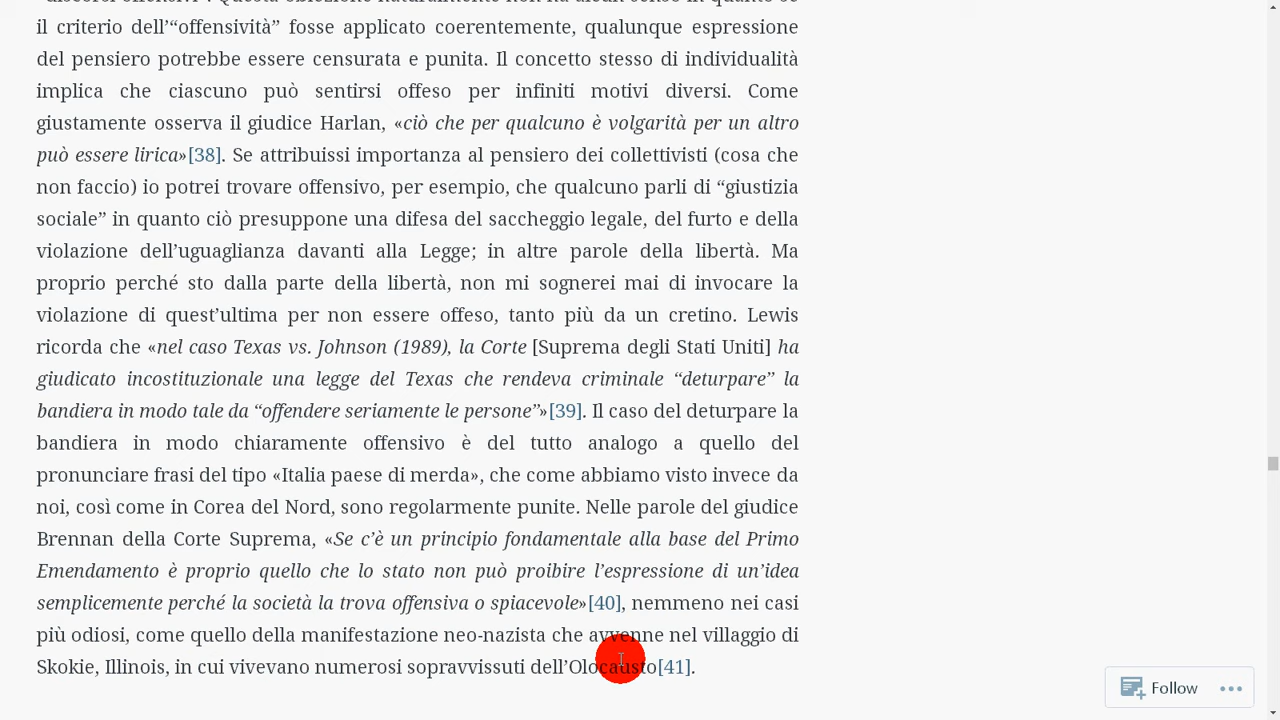 il criterio dell’“offensività” fosse applicato coerentemente, qualunque espressione
del pensiero potrebbe essere censurata e punita. Il concetto stesso di individualità
implica che ciascuno può sentirsi offeso per infiniti motivi diversi. Come
giustamente osserva il giudice Harlan, «ciò che per qualcuno è volgarità per un altro
può essere lirica»[38]. Se attribuissi importanza al pensiero dei collettivisti (cosa che
non faccio) io potrei trovare offensivo, per esempio, che qualcuno parli di “giustizia
sociale” in quanto ciò presuppone una difesa del saccheggio legale, del furto e della
violazione dell’uguaglianza davanti alla Legge; in altre parole della libertà. Ma
proprio perché sto dalla parte della libertà, non mi sognerei mai di invocare la
violazione di quest’ultima per non essere offeso, tanto più da un cretino. Lewis
ricorda che «nel caso Texas vs. Johnson (1989), la Corte [Suprema degli Stati Uniti] ha
giudicato incostituzionale una legge del Texas che rendeva criminale “deturpare” la
bandiera in modo tale da “offendere seriamente le persone”»[39]. Il caso del deturpare la
bandiera in modo chiaramente offensivo è del tutto analogo a quello del
pronunciare frasi del tipo «Italia paese di merda», che come abbiamo visto invece da
noi, così come in Corea del Nord, sono regolarmente punite. Nelle parole del giudice
Brennan della Corte Suprema, «Se c’è un principio fondamentale alla base del Primo
Emendamento è proprio quello che lo stato non può proibire l’espressione di un’idea
semplicemente perché la società la trova offensiva o spiacevole»[40], nemmeno nei casi
più odiosi, come quello della manifestazione neo-nazista che avvenne nel villaggio di
Skokie, Illinois, in cui vivevano numerosi sopravvissuti dell’Olocausto[41].
Follow